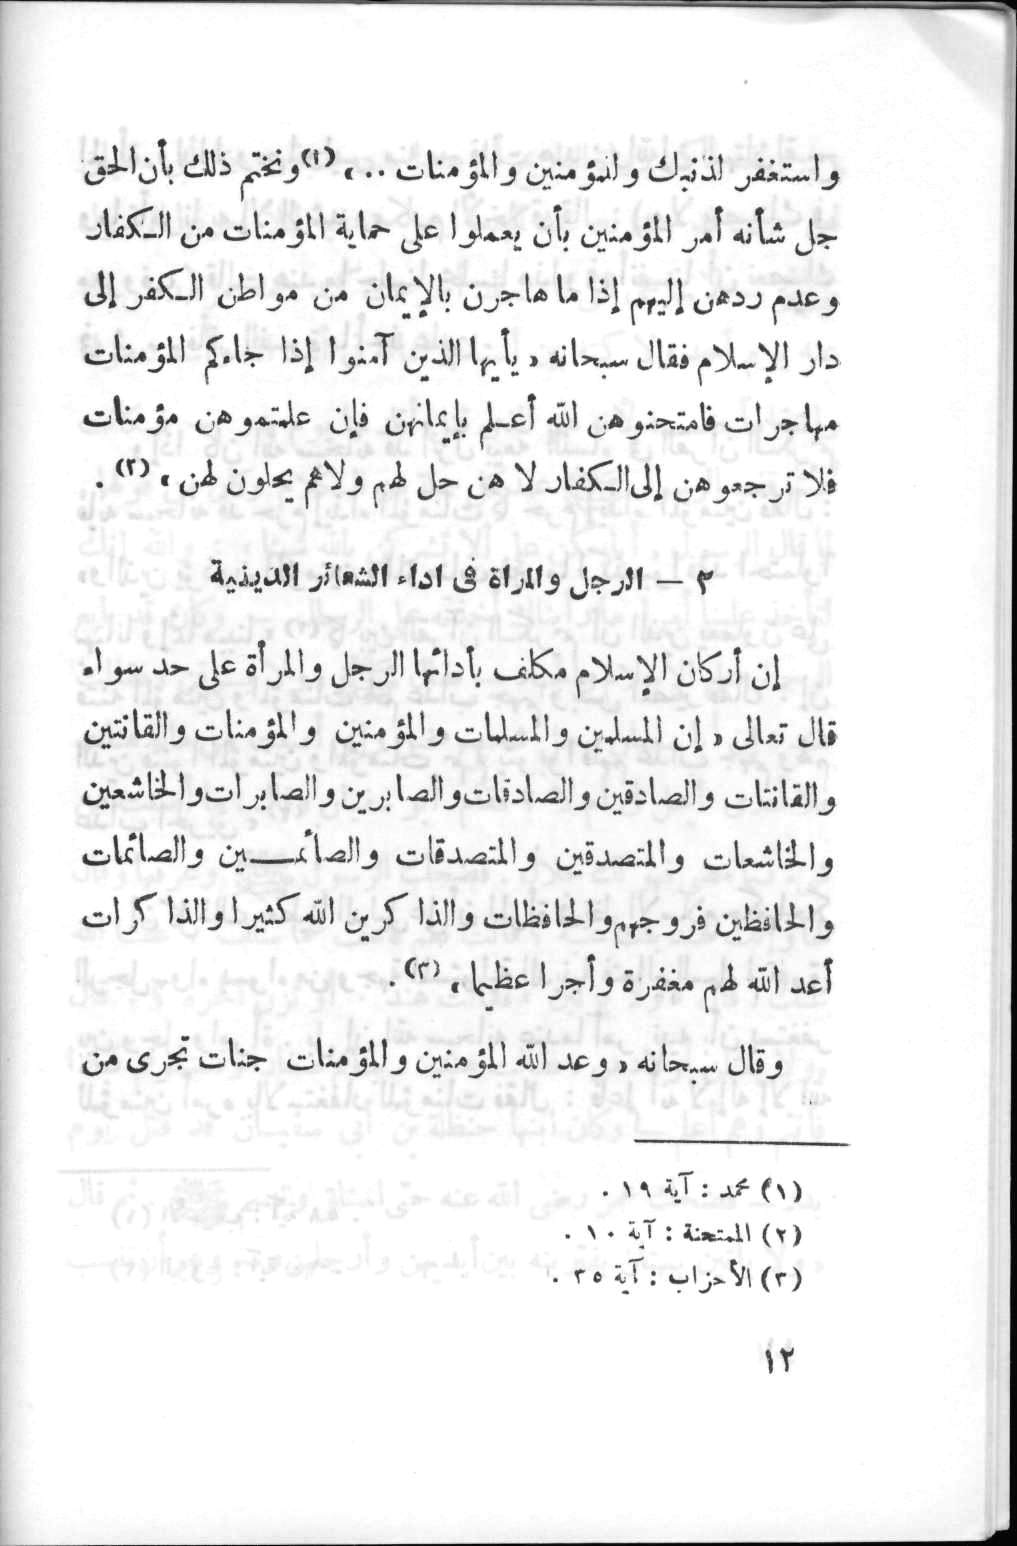 واستغفر لذنبك وللمؤمنين والمؤمنات .. » (١) ونختم ذلك بأن الحق
جل شأنه أمر المؤمنين بأن يعملوا على حماية المؤمنات من الكفار
وعدم ردهن إليهم إذا ما هاجرن بالإيمان من مواطن الكفر إلى
دار الإسلام فقال سبحانه « يأيها الذين آمنوا إذا جاءكم المؤمنات
مهاجرات فامتحنوهن الله أعلم بإيمانهن فإن علمتموهن مؤمنات
فلا ترجعوهن إلى الكفار لا هن حل لهم ولا هم يحلون لهن » (٢) .
٢ – الرجل والمراة فى اداء الشعائر الدينية
إن أركان الإسلام مكلف بأدائها الرجل والمرأة على حد سواء
قال تعالى « إن المسلمين والمسلمات والمؤمنين والمؤمنات والقانتين
والقانتات والصادقين والصادقات والصابرين والصابرات والخاشعين
والخاشعات والمتصدقين والمتصدقات والصائمـــين والصائمات
والحافظين فروجهم والحافظات والذاكرين الله كثيرا والذاكرات
أعد الله لهم مغفرة وأجرا عظيما » (٣) .
وقال سبحانه « وعد الله المؤمنين والمؤمنات جنات تجرى من
(١) محمد : آية ١٩ .
(٢) الممتحنة : آية ١٠ .
(٣) الأحزاب : آية ٣٥ .
١٢